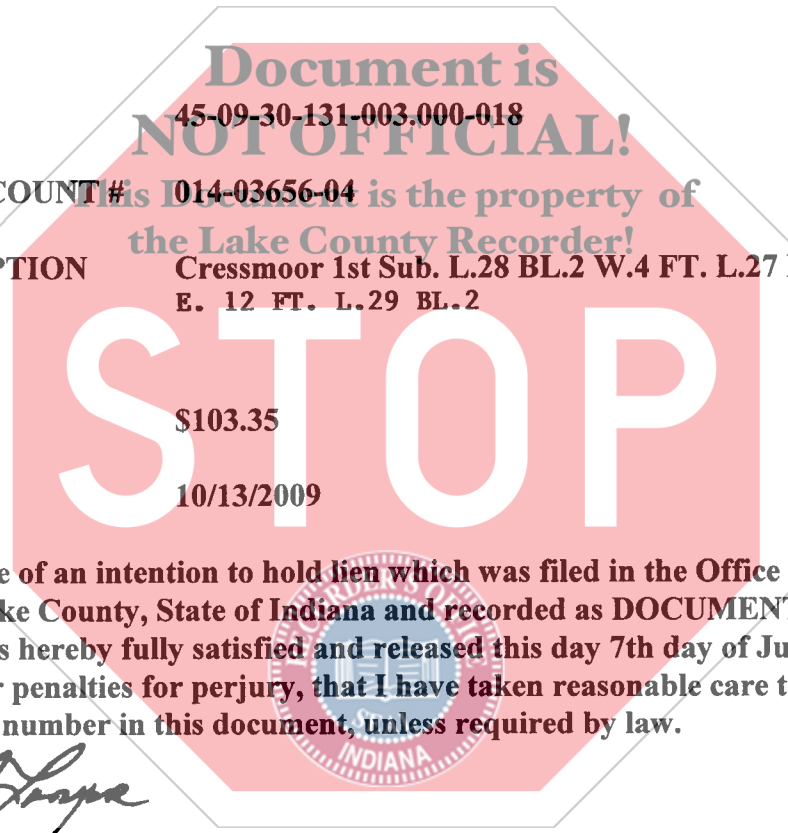 Document is
45-09-30-131-003.000-018
NOT OFFICIAL!
COUNT # 014-03656-04
This Document is the property of
the Lake County Recorder!
PTION Cressmoor 1st Sub. L.28 BL.2 W.4 FT. L.27
E. 12 FT. L.29 BL.2
STOP
$103.35
10/13/2009
e of an intention to hold lien which was filed in the Office
ke County, State of Indiana and recorded as DOCUMENT
s hereby fully satisfied and released this day 7th day of Ju
r penalties for perjury, that I have taken reasonable care t
number in this document, unless required by law.
RECORDER'S OFFICE
SEAL
INDIANA